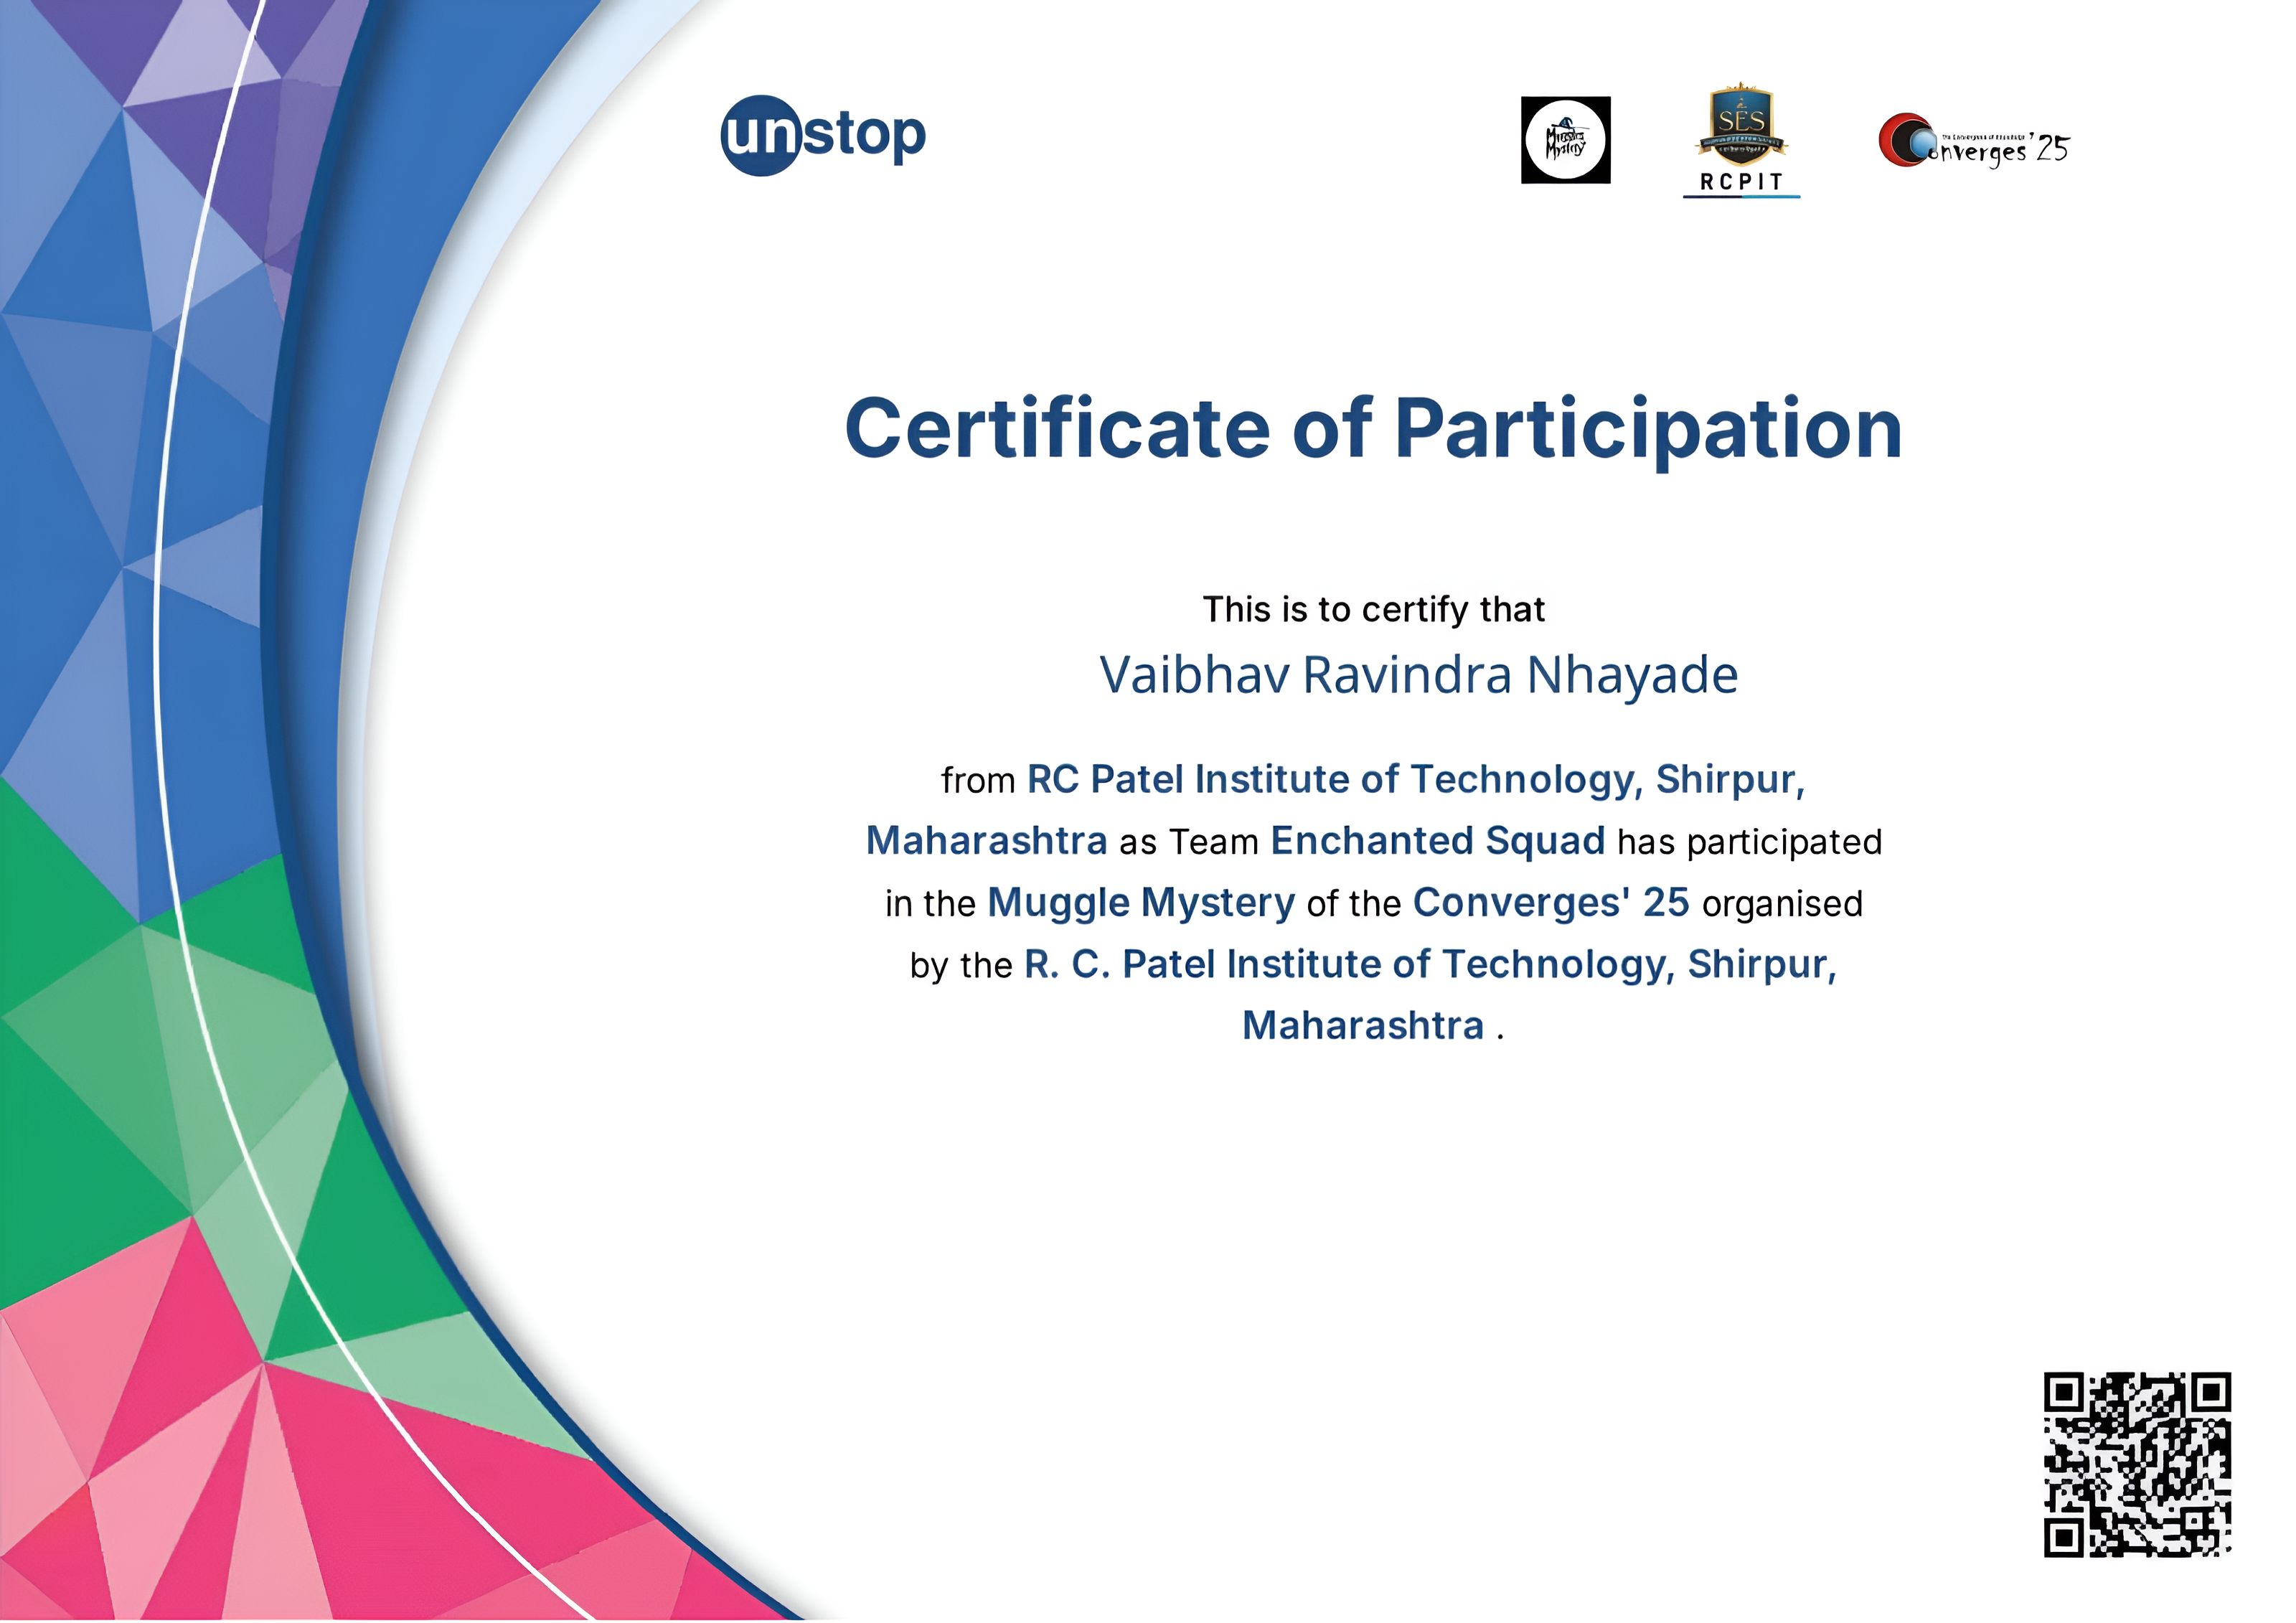 unstop
Muggle Mystery
SES
RCPIT
Converges '25
Certificate of Participation
This is to certify that
Vaibhav Ravindra Nhayade
from RC Patel Institute of Technology, Shirpur,
Maharashtra as Team Enchanted Squad has participated
in the Muggle Mystery of the Converges' 25 organised
by the R. C. Patel Institute of Technology, Shirpur,
Maharashtra .